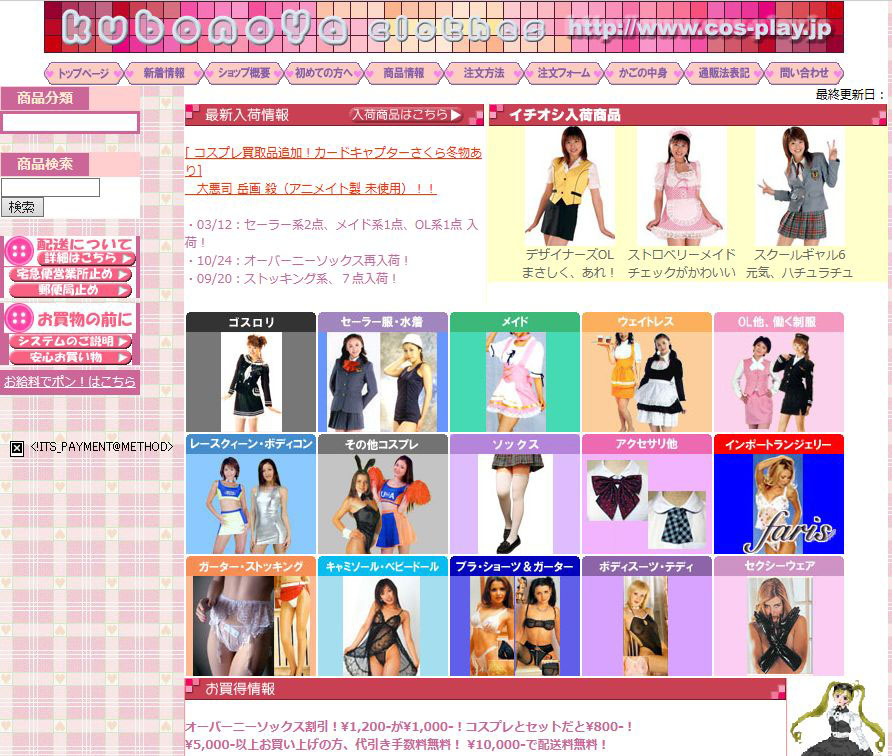 kubonoya clothes http://www.cos-play.jp
トップページ 新着情報 ショップ概要 初めての方へ 商品情報 注文方法 注文フォーム かごの中身 通販法表記 問い合わせ
最終更新日：
商品分類
商品検索
検索
配送について
詳細はこちら
宅急便営業所止め
郵便局止め
お買物の前に
システムのご説明
安心お買い物
お給料でポン！はこちら
<!ITS_PAYMENT@METHOD>
最新入荷情報 入荷商品はこちら▶
[ コスプレ買取品追加！カードキャプターさくら冬物あ
り]
大悪司 岳画 殺（アニメイト製 未使用）！！
・03/12：セーラー系2点、メイド系1点、OL系1点 入
荷！
・10/24：オーバーニーソックス再入荷！
・09/20：ストッキング系、７点入荷！
イチオシ入荷商品
デザイナーズOL ストロベリーメイド スクールギャル6
まさしく、あれ！ チェックがかわいい 元気、ハチュラチュ
ゴスロリ セーラー服・水着 メイド ウェイトレス OL他、働く制服
レースクィーン・ボディコン その他コスプレ ソックス アクセサリ他 インポートランジェリー
USA
faris
ガーター・ストッキング キャミソール・ベビードール ブラ・ショーツ＆ガーター ボディスーツ・テディ セクシーウェア
お買得情報
オーバーニーソックス割引！¥1,200-が¥1,000-！コスプレとセットだと¥800-！
¥5,000-以上お買い上げの方、代引き手数料無料！ ¥10,000-で配送料無料！